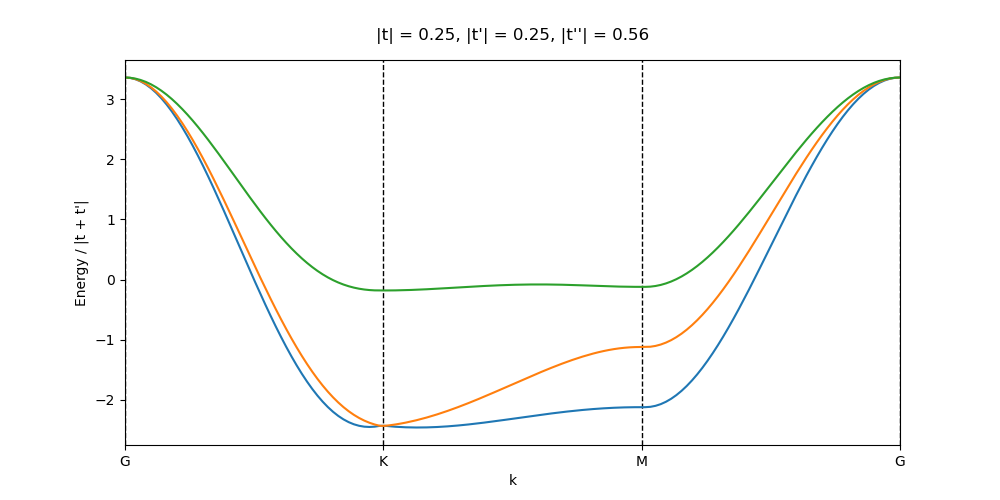 |t| = 0.25, |t'| = 0.25, |t''| = 0.56
Energy / |t + t'|
3
2
1
0
−1
−2
G K M G
k